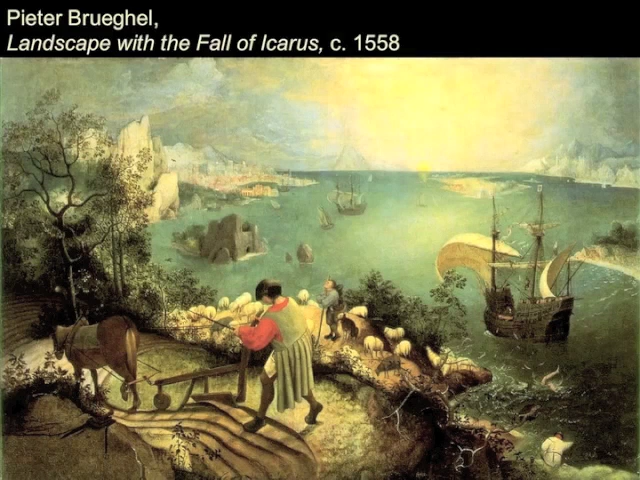 Pieter Brueghel,
Landscape with the Fall of Icarus, c. 1558